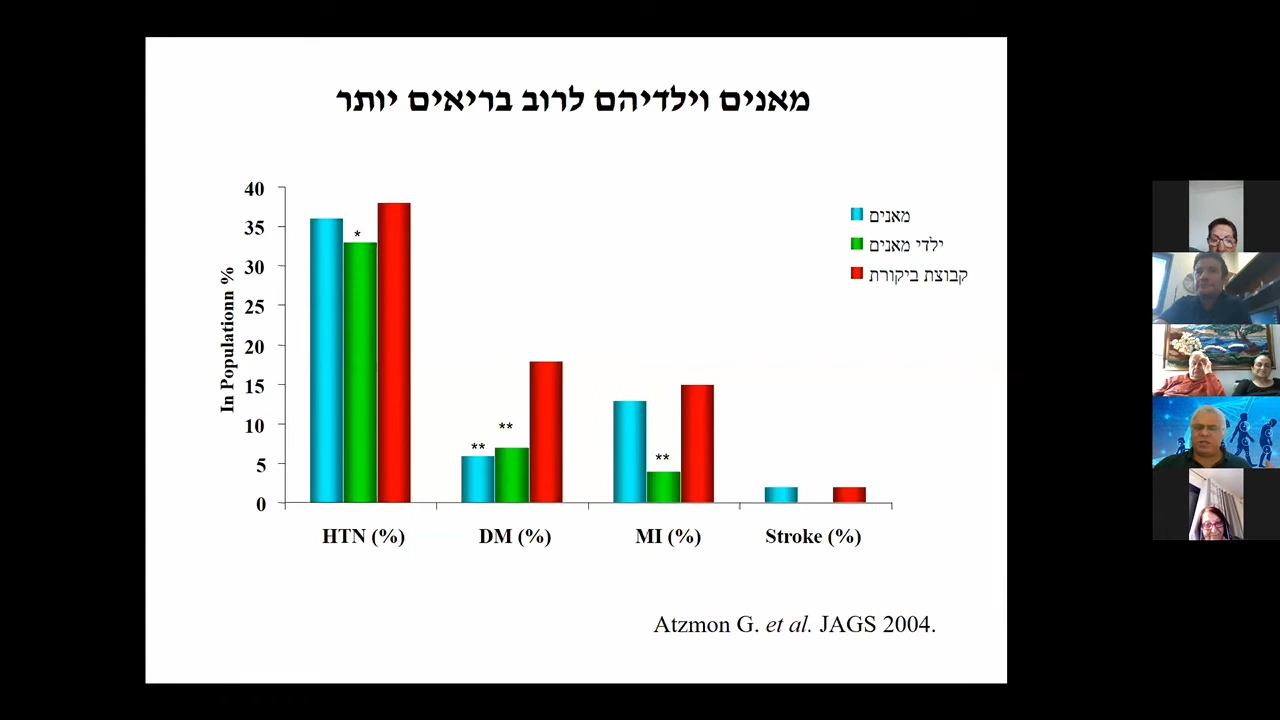 מאנים וילדיהם לרוב בריאים יותר
מאנים
ילדי מאנים
קבוצת ביקורת
In Populationn %
40
35
30
25
20
15
10
5
0
*
**
**
**
HTN (%)
DM (%)
MI (%)
Stroke (%)
Atzmon G. et al. JAGS 2004.